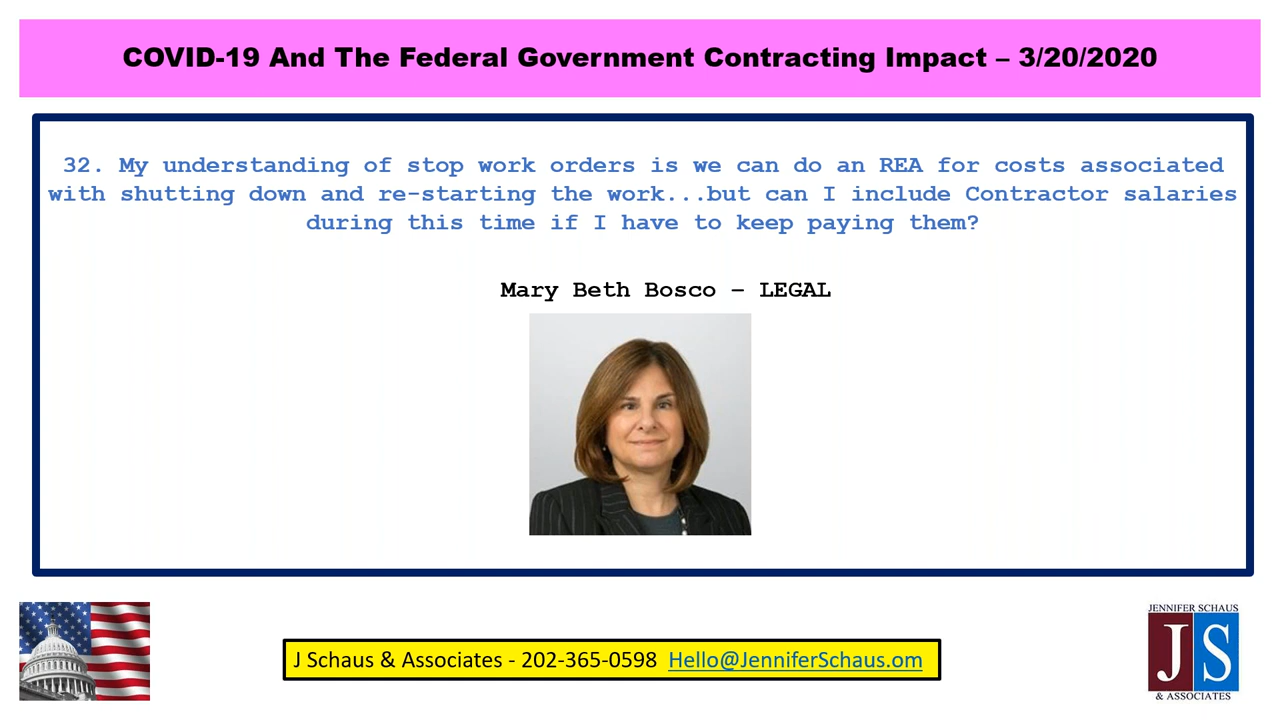 COVID-19 And The Federal Government Contracting Impact – 3/20/2020
32. My understanding of stop work orders is we can do an REA for costs associated
with shutting down and re-starting the work...but can I include Contractor salaries
during this time if I have to keep paying them?
Mary Beth Bosco – LEGAL
J Schaus & Associates - 202-365-0598 Hello@JenniferSchaus.om
JENNIFER SCHAUS
JS
& ASSOCIATES